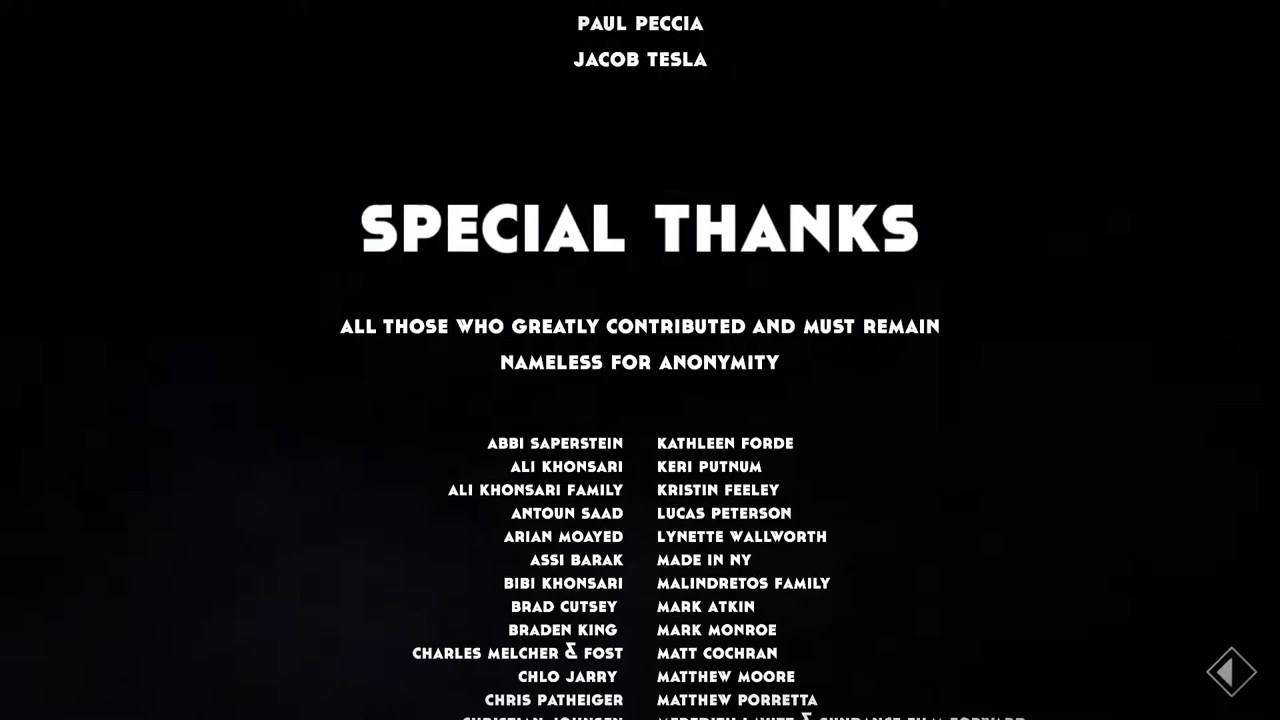 PAUL PECCIA
JACOB TESLA
SPECIAL THANKS
ALL THOSE WHO GREATLY CONTRIBUTED AND MUST REMAIN
NAMELESS FOR ANONYMITY
ABBI SAPERSTEIN KATHLEEN FORDE
ALI KHONSARI KERI PUTNUM
ALI KHONSARI FAMILY KRISTIN FEELEY
ANTOUN SAAD LUCAS PETERSON
ARIAN MOAYED LYNETTE WALLWORTH
ASSI BARAK MADE IN NY
BIBI KHONSARI MALINDRETOS FAMILY
BRAD CUTSEY MARK ATKIN
BRADEN KING MARK MONROE
CHARLES MELCHER & FOST MATT COCHRAN
CHLO JARRY MATTHEW MOORE
CHRIS PATHEIGER MATTHEW PORRETTA